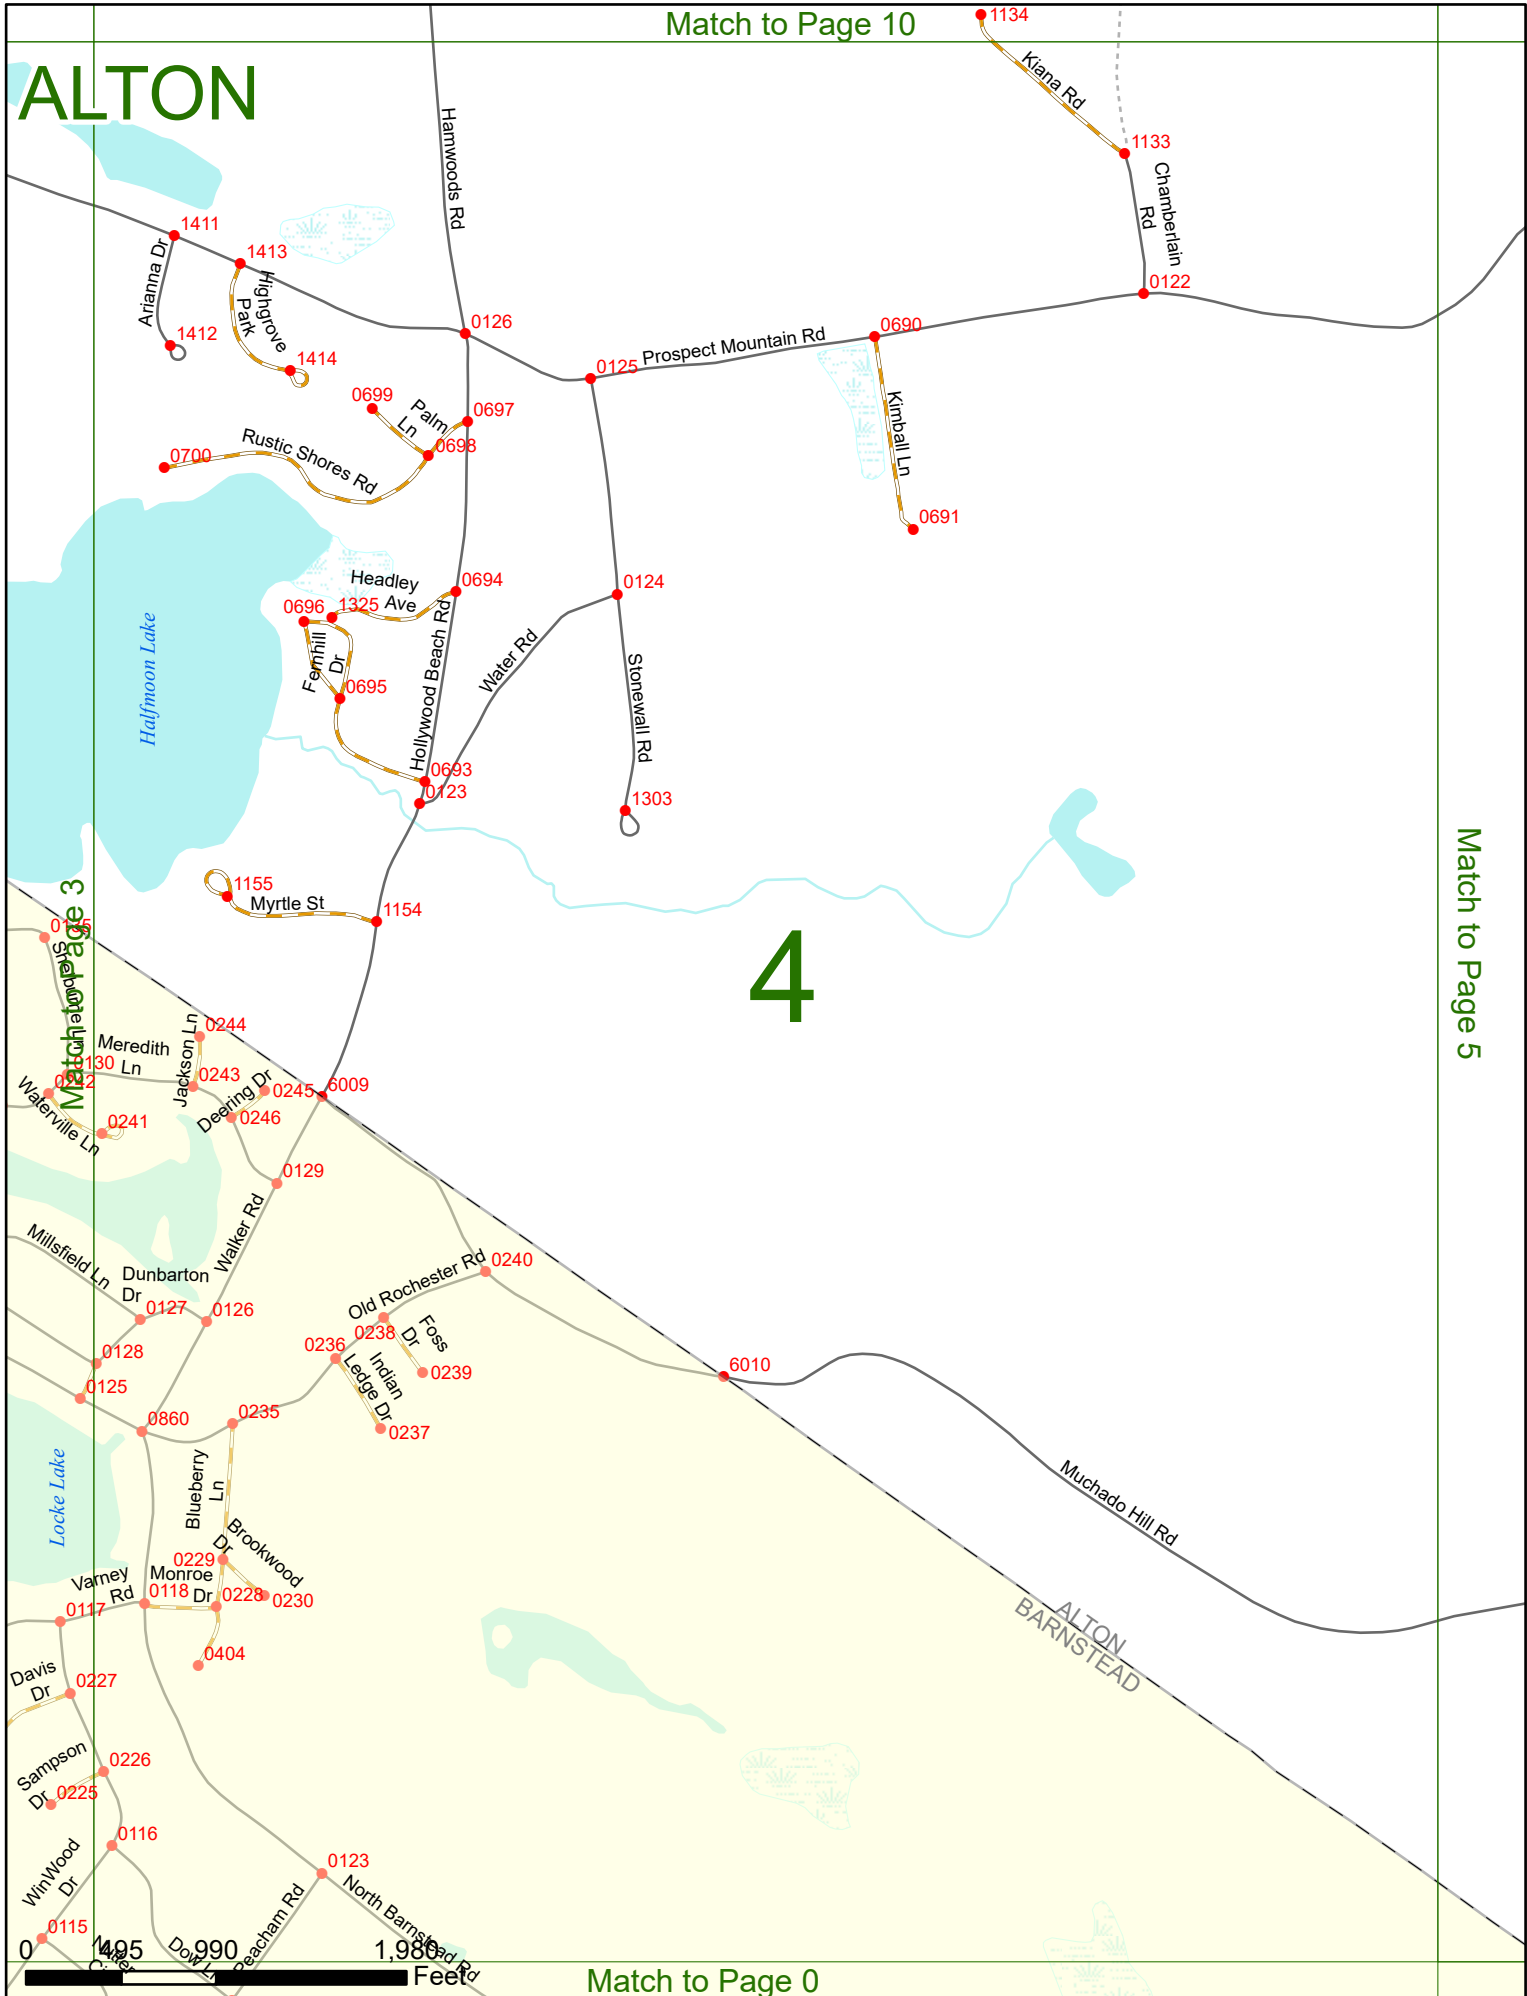 Match to Page 10
ALTON
1134
Kiana Rd
1133
Chamberlain
Rd
Hamwoods Rd
1411
Arianna Dr
1413
Highgrove
Park
1412
1414
0126
0122
0690
Prospect Mountain Rd
0125
0699
Palm
Ln
0697
0698
Kimball Ln
Rustic Shores Rd
0700
0691
Headley
Ave
0694
0124
0696
1325
Halfmoon Lake
Fernhill
Dr
Hollywood Beach Rd
Water Rd
Stonewall Rd
0695
0693
0123
1303
Match to Page 5
Match to Page 3
1155
Myrtle St
1154
4
0135
Shelburne Ln
0244
Meredith
Ln
Jackson Ln
0130
0242
0243
Deering Dr
0245
6009
0246
Waterville Ln
0241
0129
Walker Rd
Millsfield Ln
Dunbarton
Dr
0127
0126
Old Rochester Rd
0240
0238
Foss
Dr
0236
Indian
Ledge Dr
0239
0128
0125
6010
0860
0235
0237
Locke Lake
Blueberry
Ln
Muchado Hill Rd
Brookwood
Dr
0229
Varney
Rd
Monroe
Dr
0118
0228
0230
0117
ALTON
BARNSTEAD
0404
Davis
Dr
0227
Sampson
Dr
0226
0225
0116
WinWood
Dr
0123
North Barnstead Rd
Peacham Rd
0115
Dow Ln
0
495
990
1,980
Feet
Match to Page 0